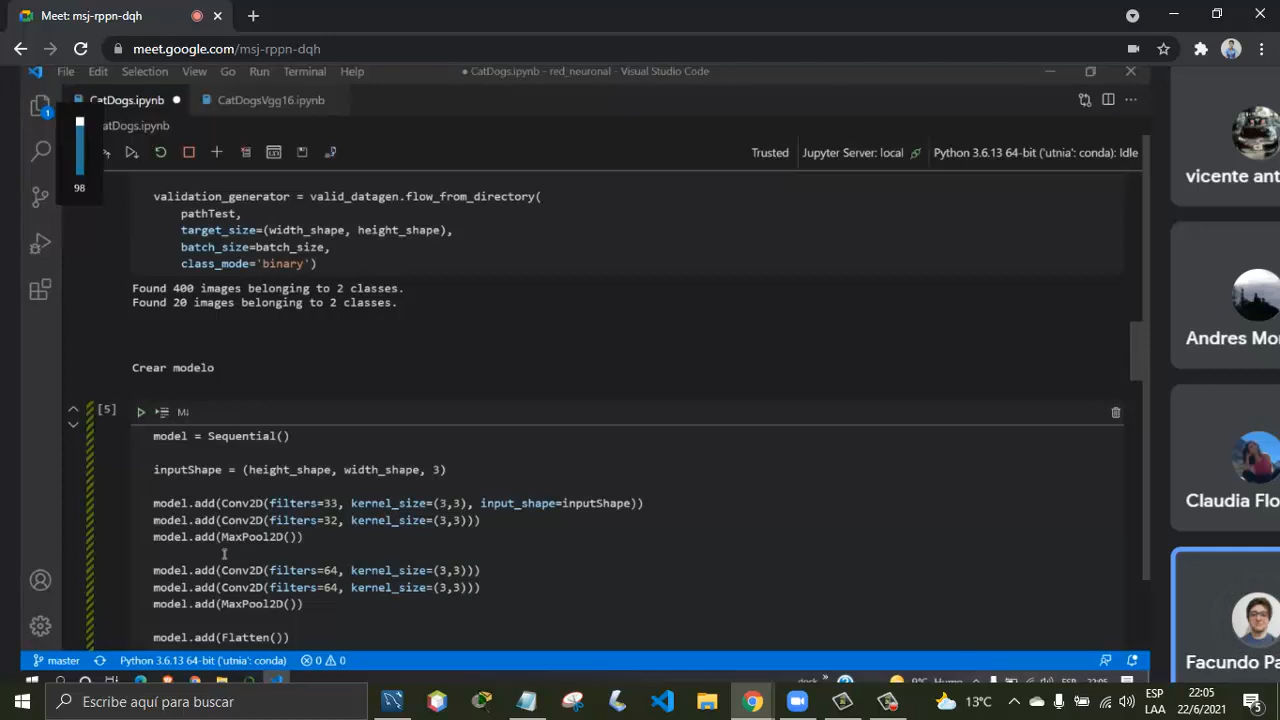 Meet: msj-rppn-dqh
meet.google.com/msj-rppn-dqh
File Edit Selection View Go Run Terminal Help
CatDogs.ipynb - red_neuronal - Visual Studio Code
CatDogs.ipynb
CatDogsVgg16.ipynb
1
atDogs.ipynb
98
Trusted
Jupyter Server: local
Python 3.6.13 64-bit ('utnia': conda): Idle
validation_generator = valid_datagen.flow_from_directory(
pathTest,
target_size=(width_shape, height_shape),
batch_size=batch_size,
class_mode='binary')
Found 400 images belonging to 2 classes.
Found 20 images belonging to 2 classes.
Crear modelo
[5]
M↓
model = Sequential()
inputShape = (height_shape, width_shape, 3)
model.add(Conv2D(filters=33, kernel_size=(3,3), input_shape=inputShape))
model.add(Conv2D(filters=32, kernel_size=(3,3)))
model.add(MaxPool2D())
model.add(Conv2D(filters=64, kernel_size=(3,3)))
model.add(Conv2D(filters=64, kernel_size=(3,3)))
model.add(MaxPool2D())
model.add(Flatten())
master
Python 3.6.13 64-bit ('utnia': conda)
0
0
vicente ant
Andres Mo
Claudia Flo
Facundo Pa
Escribe aquí para buscar
13°C
ESP
LAA
22:05
22/6/2021
5